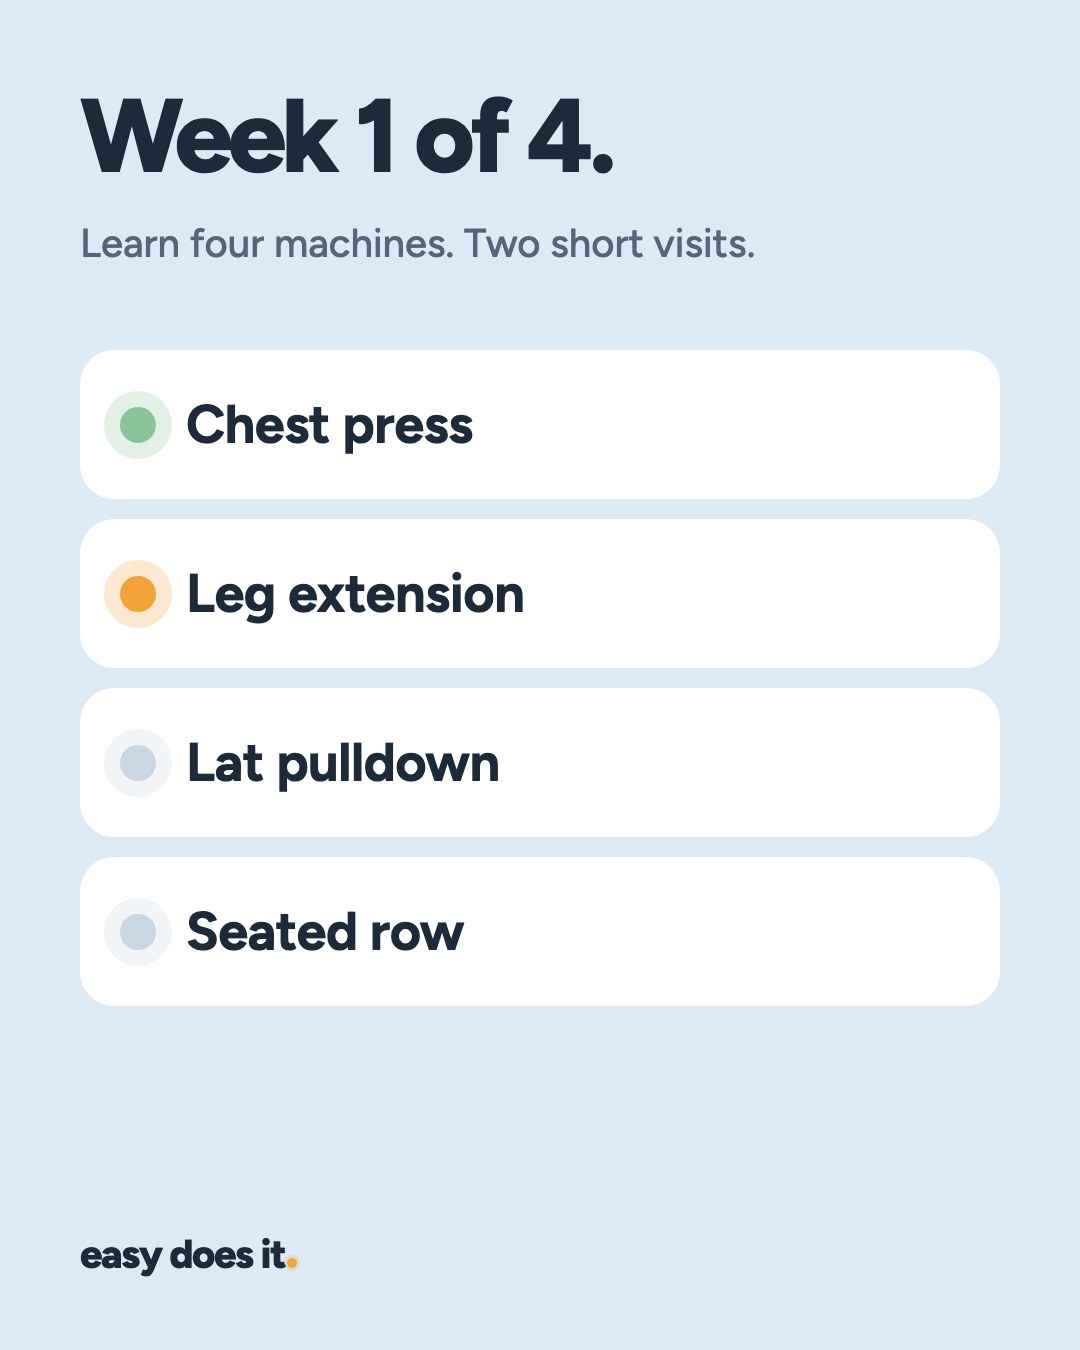 Week 1 of 4.
Learn four machines. Two short visits.
Chest press
Leg extension
Lat pulldown
Seated row
easy does it.